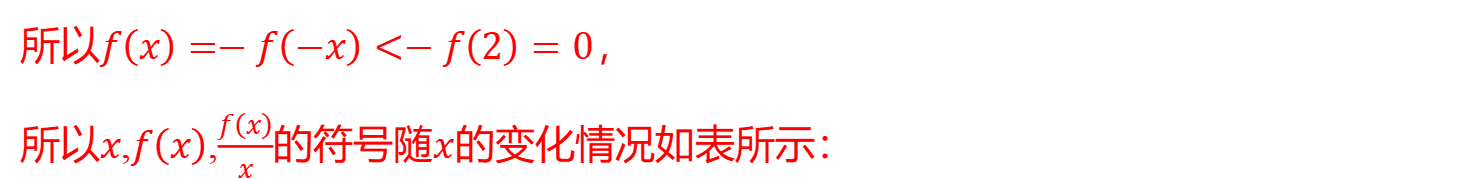 所以f(x) =− f(−x) <− f(2) = 0，
所以x,f(x),\frac{f(x)}{x}的符号随x的变化情况如表所示：